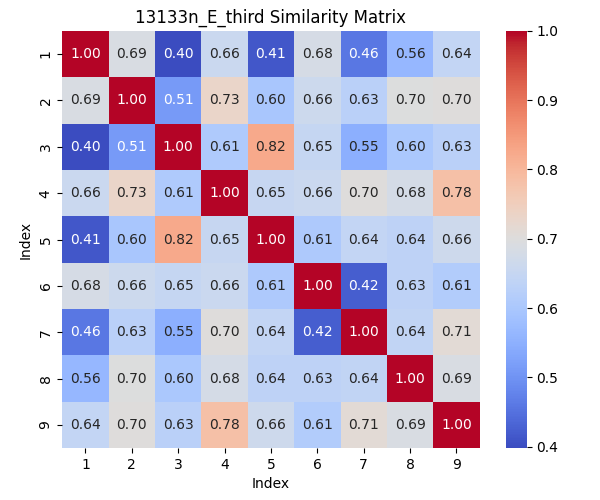 13133n_E_third Similarity Matrix
1 1.00 0.69 0.40 0.66 0.41 0.68 0.46 0.56 0.64
2 0.69 1.00 0.51 0.73 0.60 0.66 0.63 0.70 0.70
3 0.40 0.51 1.00 0.61 0.82 0.65 0.55 0.60 0.63
4 0.66 0.73 0.61 1.00 0.65 0.66 0.70 0.68 0.78
5 0.41 0.60 0.82 0.65 1.00 0.61 0.64 0.64 0.66
6 0.68 0.66 0.65 0.66 0.61 1.00 0.42 0.63 0.61
7 0.46 0.63 0.55 0.70 0.64 0.42 1.00 0.64 0.71
8 0.56 0.70 0.60 0.68 0.64 0.63 0.64 1.00 0.69
9 0.64 0.70 0.63 0.78 0.66 0.61 0.71 0.69 1.00
1 2 3 4 5 6 7 8 9
Index
Index
1.0
0.9
0.8
0.7
0.6
0.5
0.4